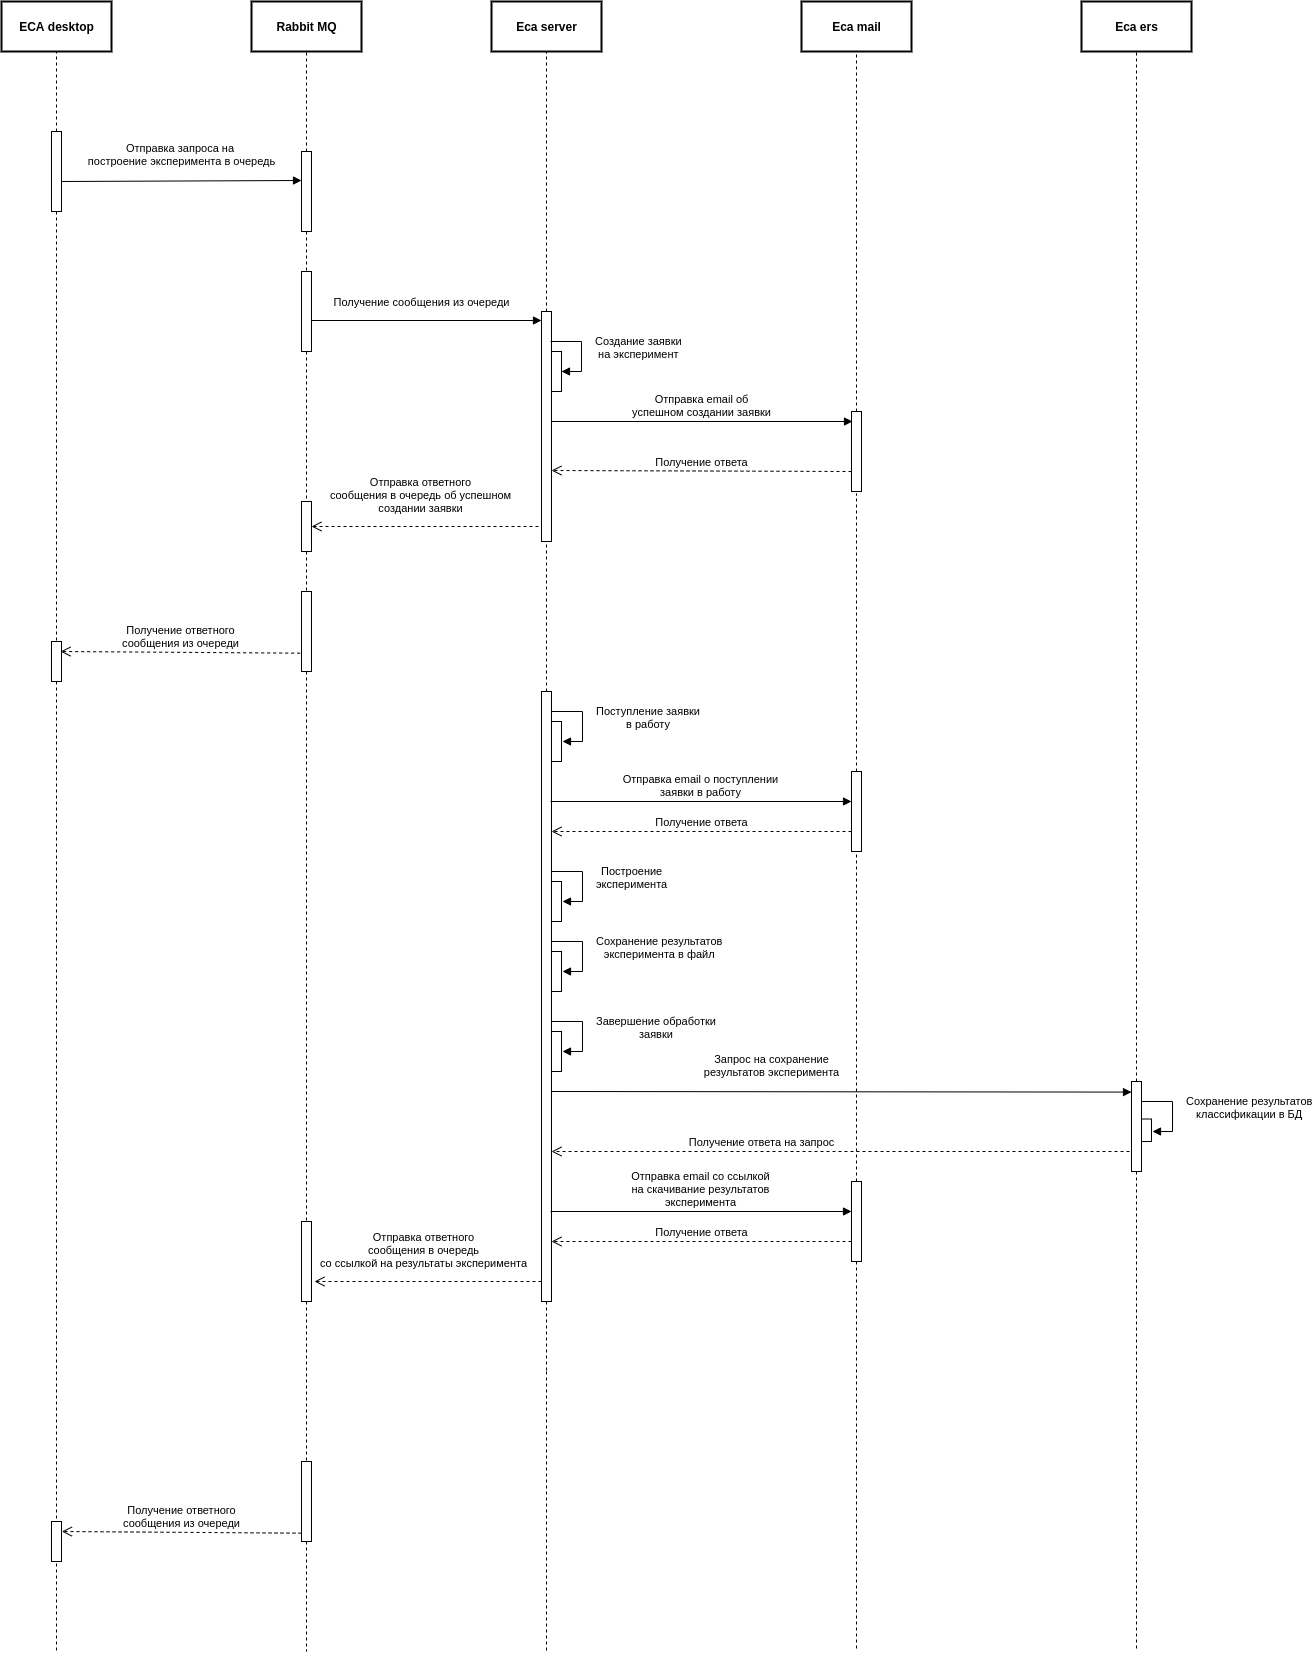 ECA desktop
Rabbit MQ
Eca server
Eca mail
Eca ers
Отправка запроса на
построение эксперимента в очередь
Получение сообщения из очереди
Создание заявки
на эксперимент
Отправка email об
успешном создании заявки
Получение ответа
Отправка ответного
сообщения в очередь об успешном
создании заявки
Получение ответного
сообщения из очереди
Поступление заявки
в работу
Отправка email о поступлении
заявки в работу
Получение ответа
Построение
эксперимента
Сохранение результатов
эксперимента в файл
Завершение обработки
заявки
Запрос на сохранение
результатов эксперимента
Сохранение результатов
классификации в БД
Получение ответа на запрос
Отправка email со ссылкой
на скачивание результатов
эксперимента
Получение ответа
Отправка ответного
сообщения в очередь
со ссылкой на результаты эксперимента
Получение ответного
сообщения из очереди